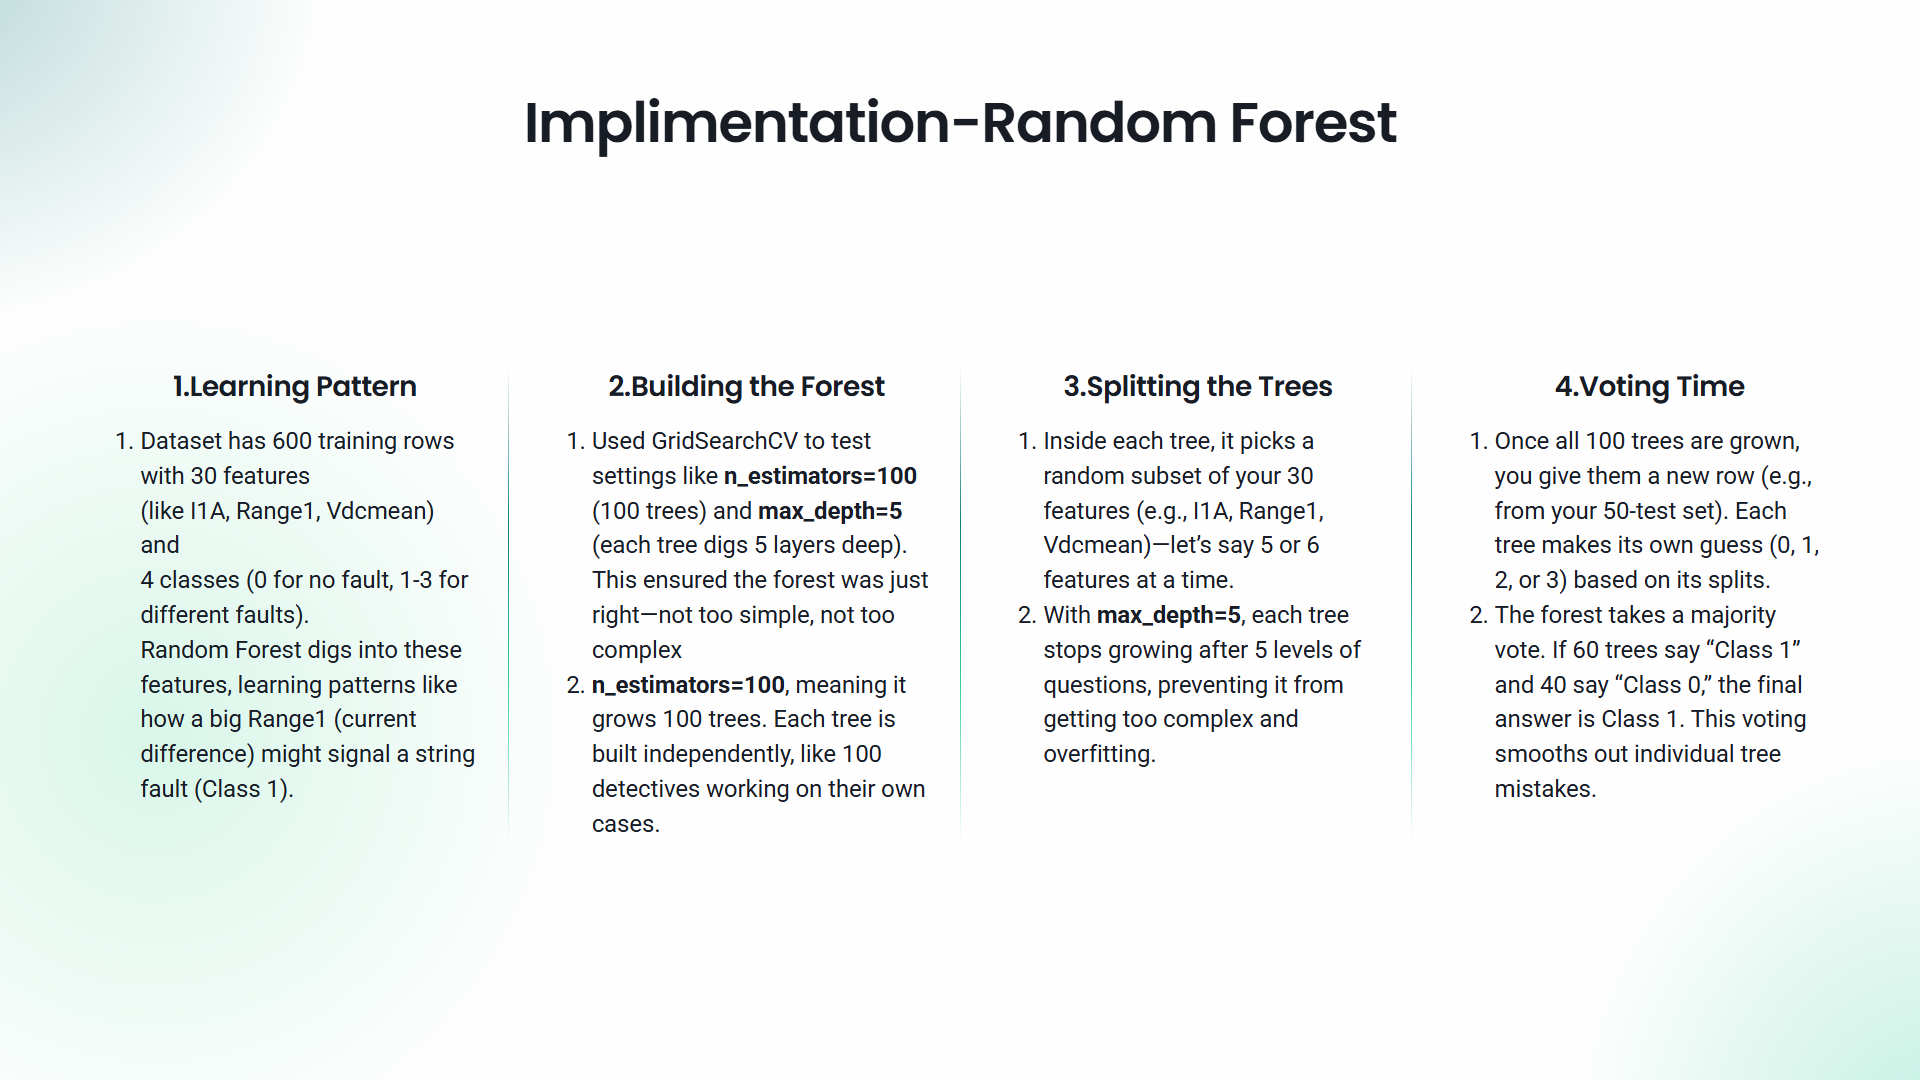 Implimentation-Random Forest
1.Learning Pattern
1. Dataset has 600 training rows
with 30 features
(like I1A, Range1, Vdcmean)
and
4 classes (0 for no fault, 1-3 for
different faults).
Random Forest digs into these
features, learning patterns like
how a big Range1 (current
difference) might signal a string
fault (Class 1).
2.Building the Forest
1. Used GridSearchCV to test
settings like n_estimators=100
(100 trees) and max_depth=5
(each tree digs 5 layers deep).
This ensured the forest was just
right—not too simple, not too
complex
2. n_estimators=100, meaning it
grows 100 trees. Each tree is
built independently, like 100
detectives working on their own
cases.
3.Splitting the Trees
1. Inside each tree, it picks a
random subset of your 30
features (e.g., I1A, Range1,
Vdcmean)—let’s say 5 or 6
features at a time.
2. With max_depth=5, each tree
stops growing after 5 levels of
questions, preventing it from
getting too complex and
overfitting.
4.Voting Time
1. Once all 100 trees are grown,
you give them a new row (e.g.,
from your 50-test set). Each
tree makes its own guess (0, 1,
2, or 3) based on its splits.
2. The forest takes a majority
vote. If 60 trees say “Class 1”
and 40 say “Class 0,” the final
answer is Class 1. This voting
smooths out individual tree
mistakes.